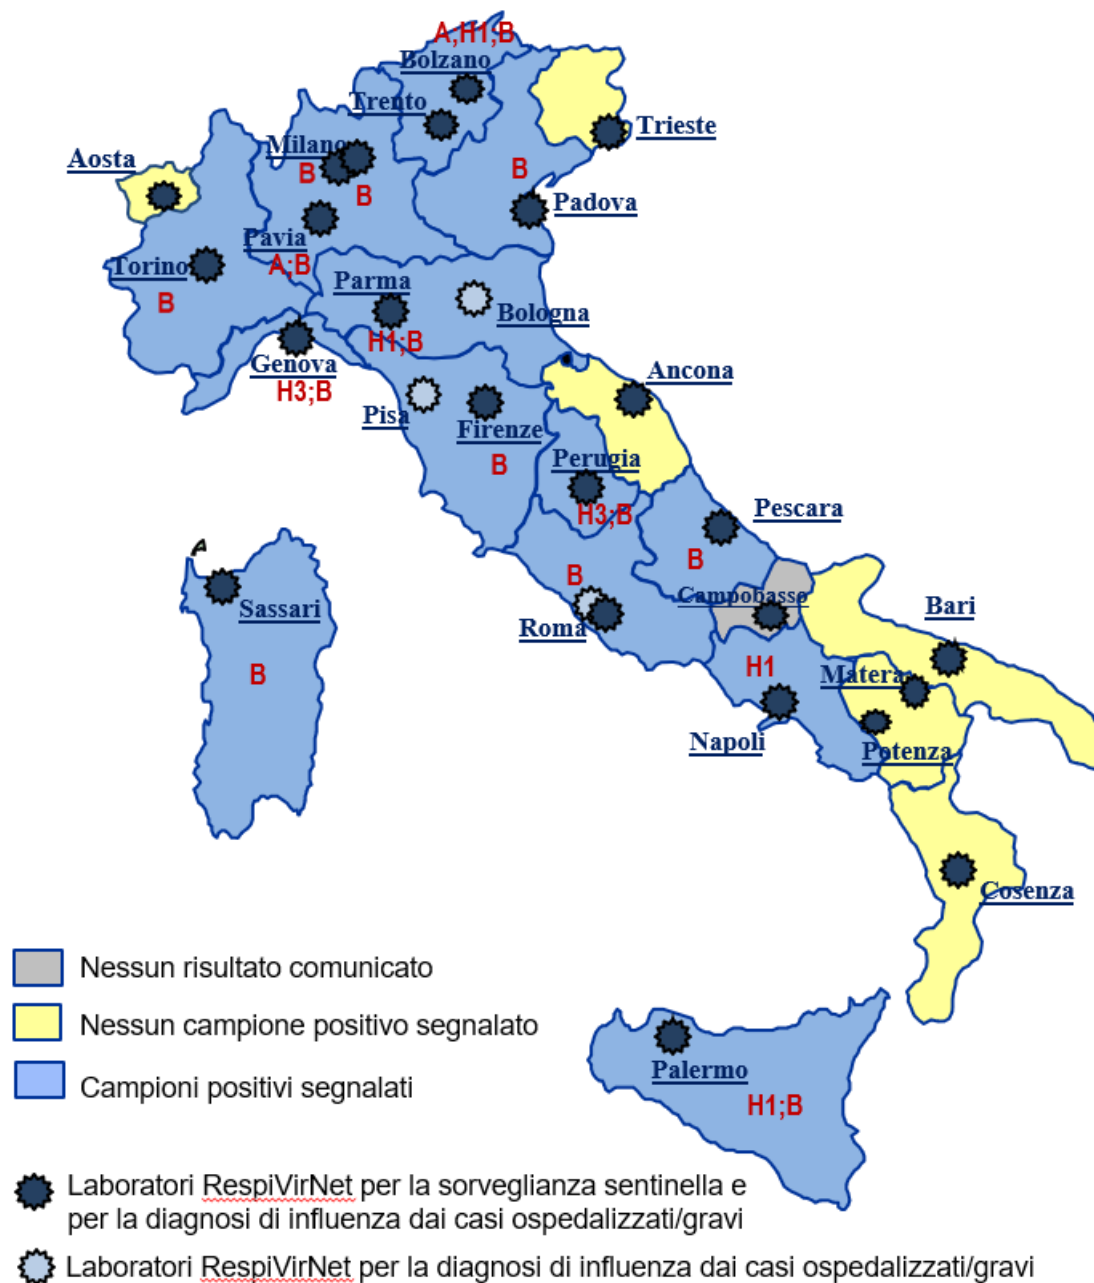 A,H1,B
Bolzano
Trento
Trieste
Milano
Aosta
B
B
B
Padova
Pavia
A;B
Torino
B
Parma
Bologna
H1;B
Genova
H3;B
Ancona
Pisa
Firenze
B
Perugia
H3;B
Pescara
B
B
Campobasso
Bari
Sassari
Roma
B
H1
Matera
Napoli
Potenza
Cosenza
Nessun risultato comunicato
Nessun campione positivo segnalato
Campioni positivi segnalati
Palermo
H1;B
Laboratori RespiVirNet per la sorveglianza sentinella e
per la diagnosi di influenza dai casi ospedalizzati/gravi
Laboratori RespiVirNet per la diagnosi di influenza dai casi ospedalizzati/gravi